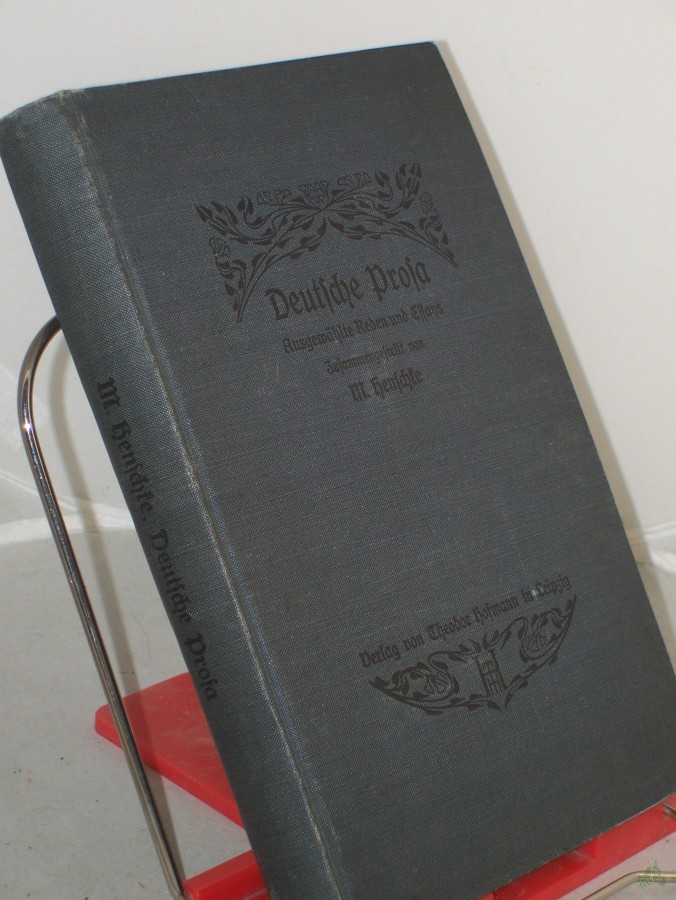 Deutsche Prosa
Ausgewählte Reden und Essays
Zusammengestellt von
M. Henschke
Verlag von Theodor Hofmann in Leipzig
M. Henschke, Deutsche Prosa